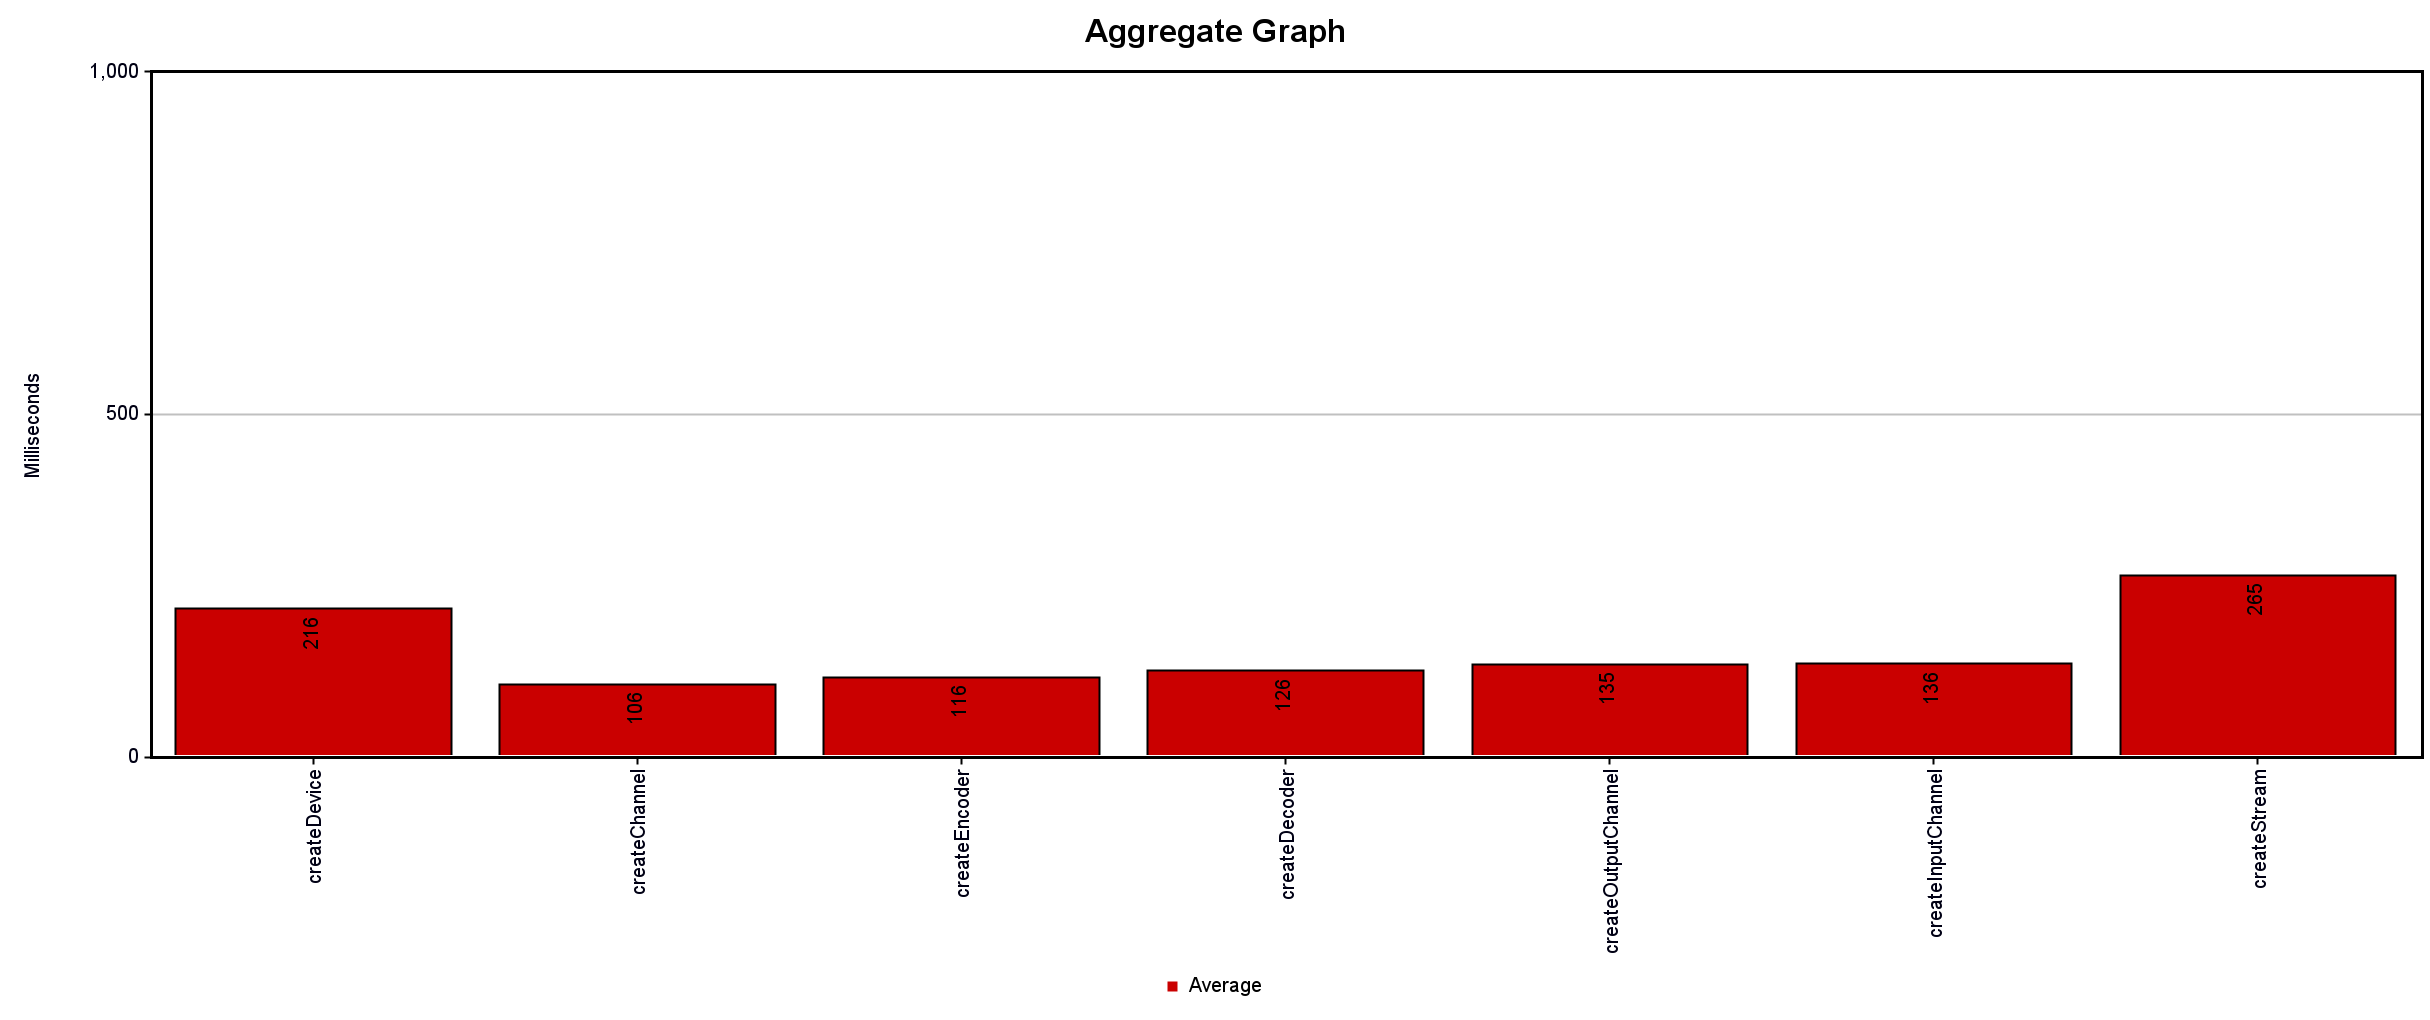 Aggregate Graph
1,000
500
0
Milliseconds
216
106
116
126
135
136
265
createDevice
createChannel
createEncoder
createDecoder
createOutputChannel
createInputChannel
createStream
Average